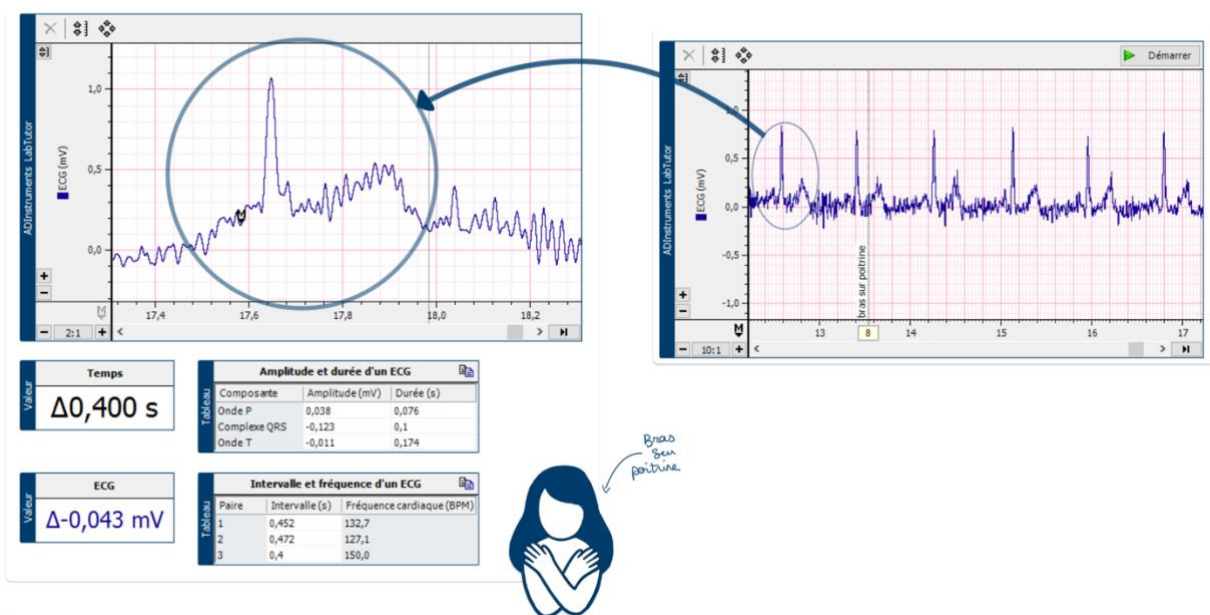 ADInstruments LabTutor
ECG (mV)
1,0
0,5
0,0
17,4 17,6 17,8 18,0 18,2
2:1
M
Démarrer
ADInstruments LabTutor
ECG (mV)
1,0
0,5
0,0
-0,5
-1,0
bras sur poitrine
13 8 14 15 16 17
10:1
M
Valeur
Temps
Δ0,400 s
Tableau
Amplitude et durée d'un ECG
Composante Amplitude (mV) Durée (s)
Onde P 0,038 0,076
Complexe QRS -0,123 0,1
Onde T -0,011 0,174
Bras
sur
poitrine
Valeur
ECG
Δ-0,043 mV
Tableau
Intervalle et fréquence d'un ECG
Paire Intervalle (s) Fréquence cardiaque (BPM)
1 0,452 132,7
2 0,472 127,1
3 0,4 150,0